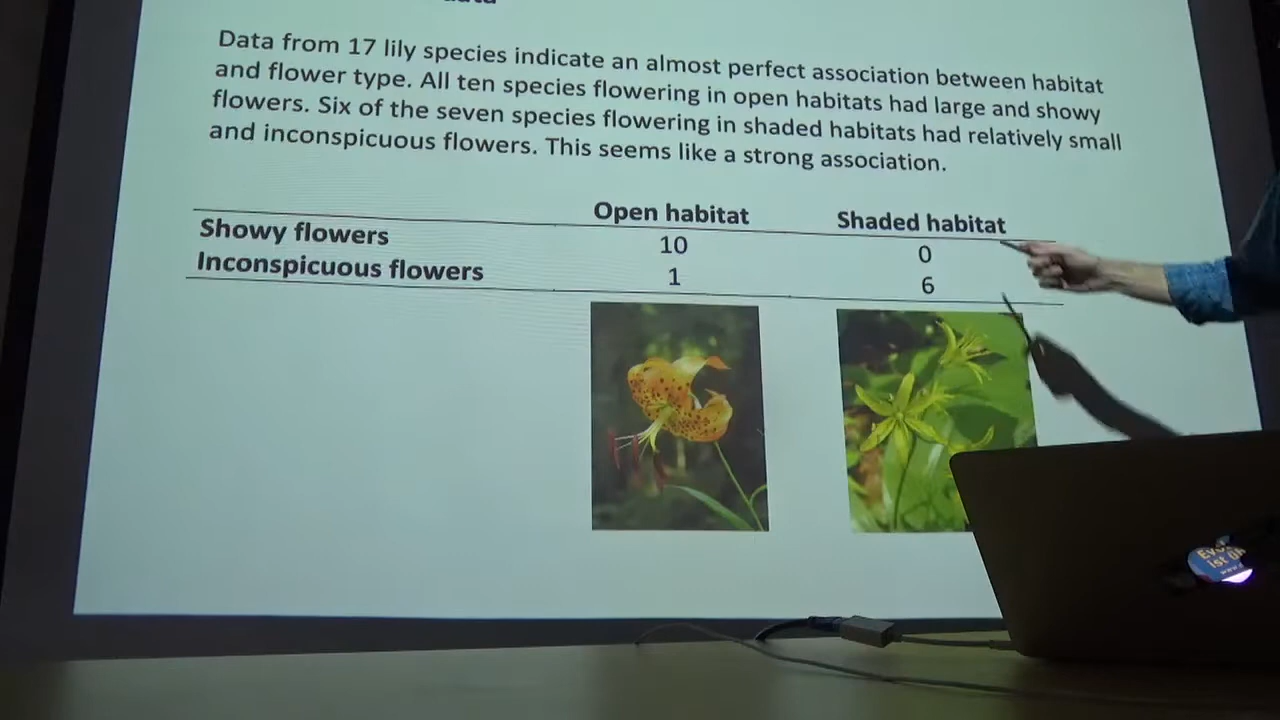 Data from 17 lily species indicate an almost perfect association between habitat
and flower type. All ten species flowering in open habitats had large and showy
flowers. Six of the seven species flowering in shaded habitats had relatively small
and inconspicuous flowers. This seems like a strong association.
Open habitat Shaded habitat
Showy flowers 10 0
Inconspicuous flowers 1 6
ist